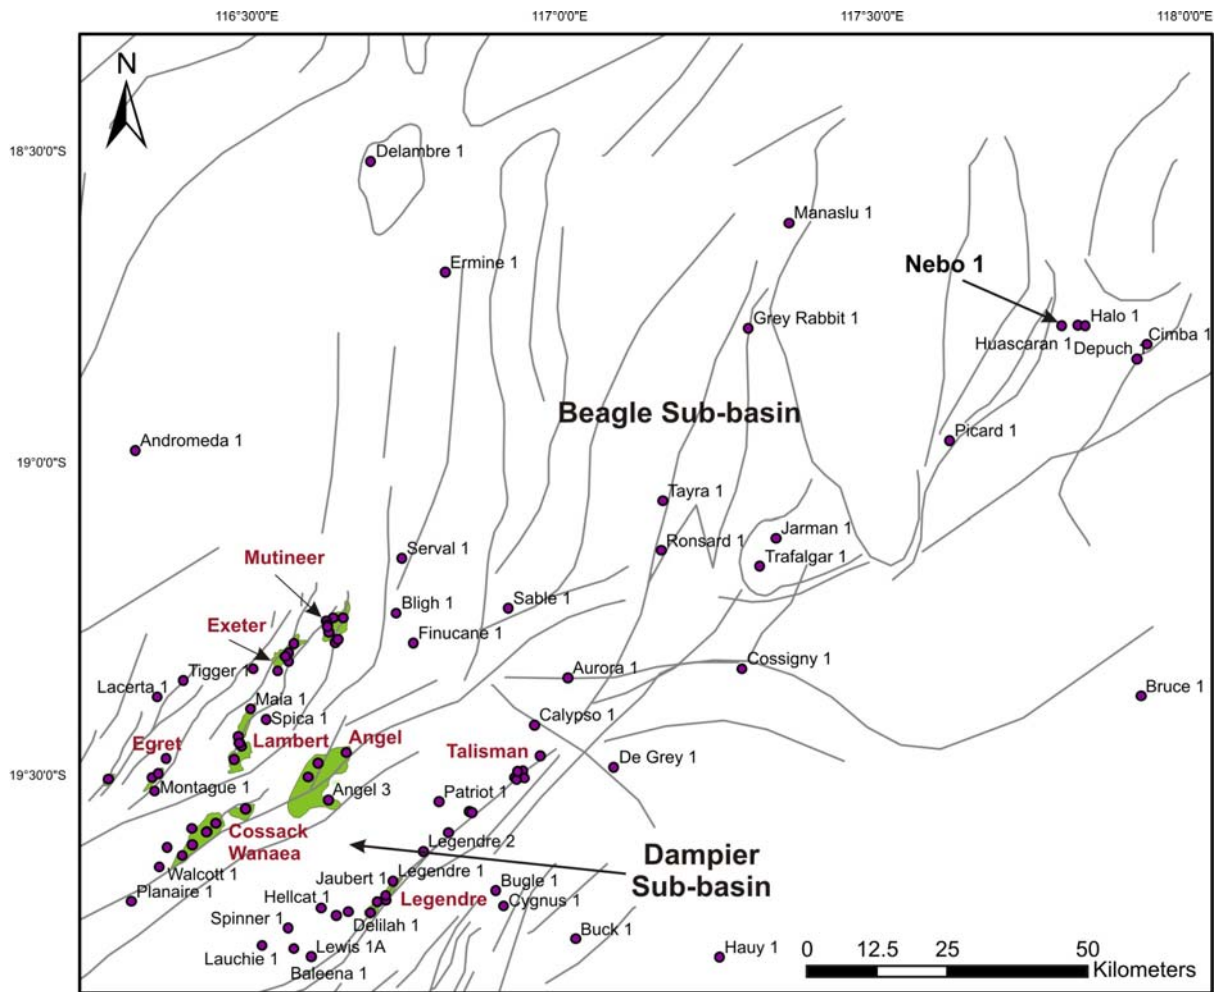 116°30'0"E
117°0'0"E
117°30'0"E
118°0'0"E
N
18°30'0"S
Delambre 1
Manaslu 1
Ermine 1
Nebo 1
Grey Rabbit 1
Halo 1
Huascaran 1
Cimba 1
Depuch 1
Beagle Sub-basin
Picard 1
Andromeda 1
19°0'0"S
Tayra 1
Jarman 1
Ronsard 1
Trafalgar 1
Serval 1
Mutineer
Bligh 1
Sable 1
Exeter
Finucane 1
Tigger 1
Aurora 1
Cossigny 1
Lacerta 1
Bruce 1
Maia 1
Spica 1
Calypso 1
Egret
Lambert
Angel
Talisman
De Grey 1
19°30'0"S
Montague 1
Angel 3
Patriot 1
Cossack
Wanaea
Legendre 2
Dampier
Sub-basin
Walcott 1
Jaubert 1
Legendre 1
Bugle 1
Planaire 1
Hellcat 1
Legendre
Cygnus 1
Spinner 1
Delilah 1
Buck 1
Lauchie 1
Lewis 1A
Hauy 1
Baleena 1
0 12.5 25 50
Kilometers